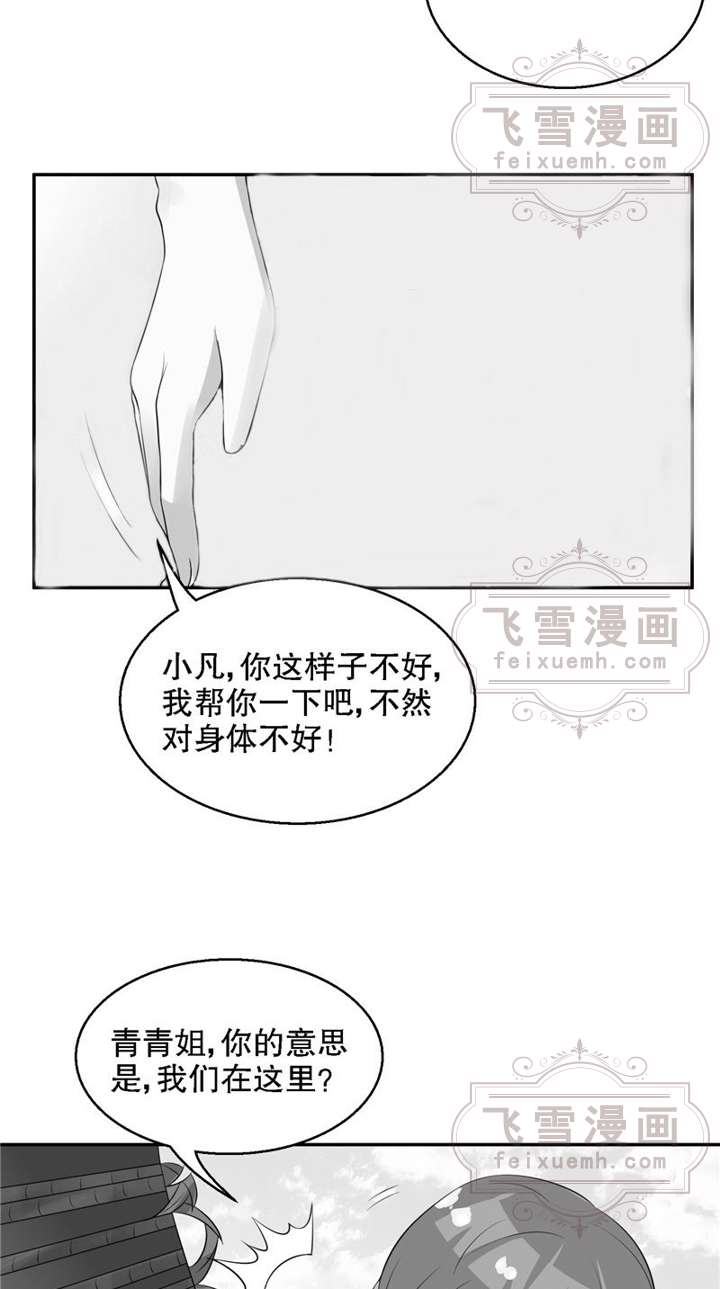 飞雪漫画
feixuemh.com
飞雪漫画
feixuemh.com
小凡,你这样子不好,
我帮你一下吧,不然
对身体不好!
青青姐,你的意思
是,我们在这里?
飞雪漫画
feixuemh.com